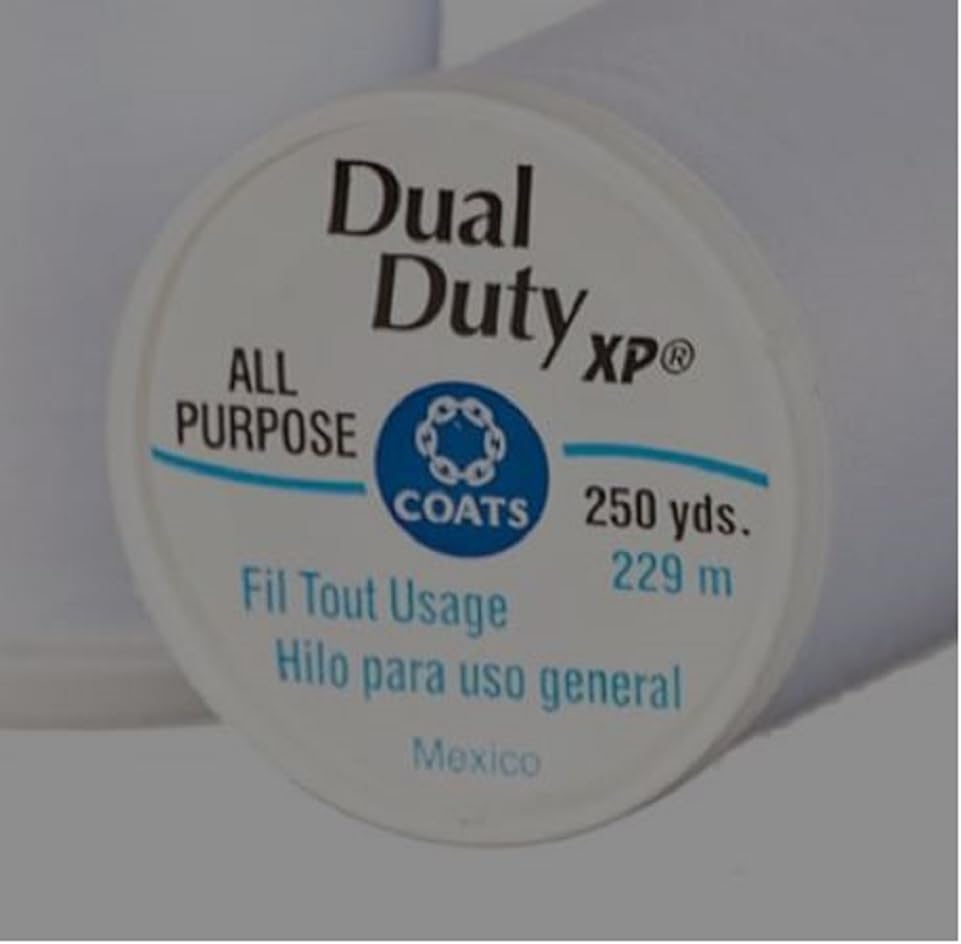 Dual
Duty XP®
ALL
PURPOSE
COATS
250 yds.
229 m
Fil Tout Usage
Hilo para uso general
Mexico